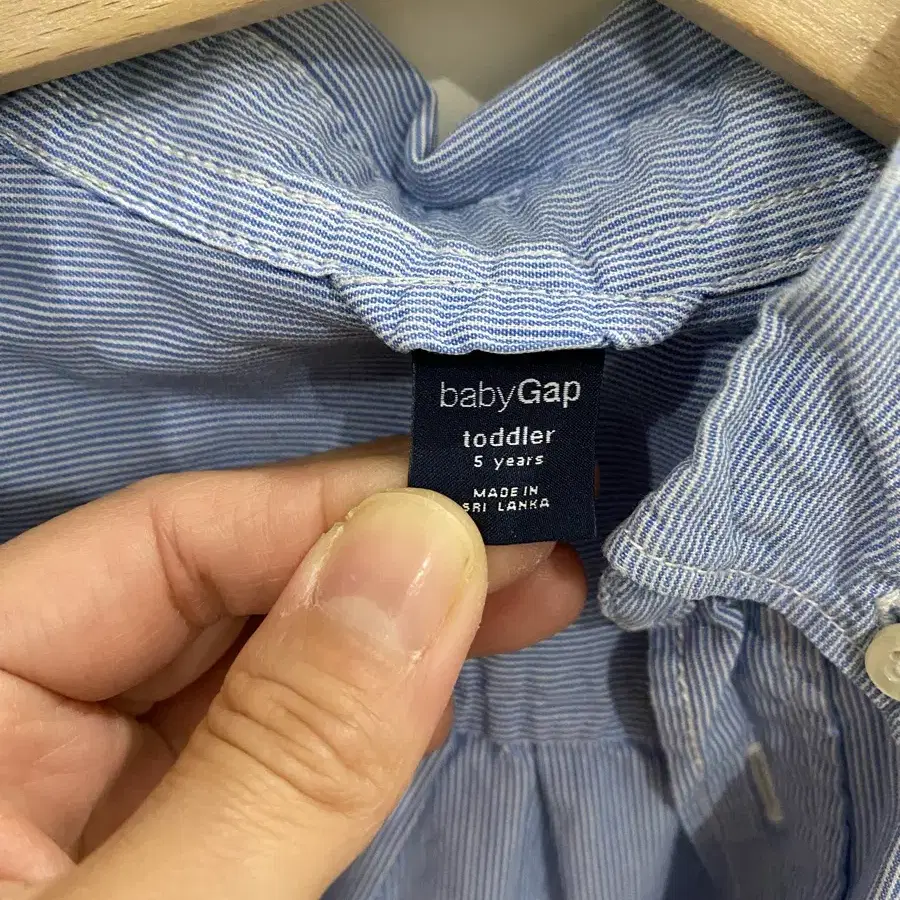 babyGap
toddler
5 years
MADE IN
SRI LANKA